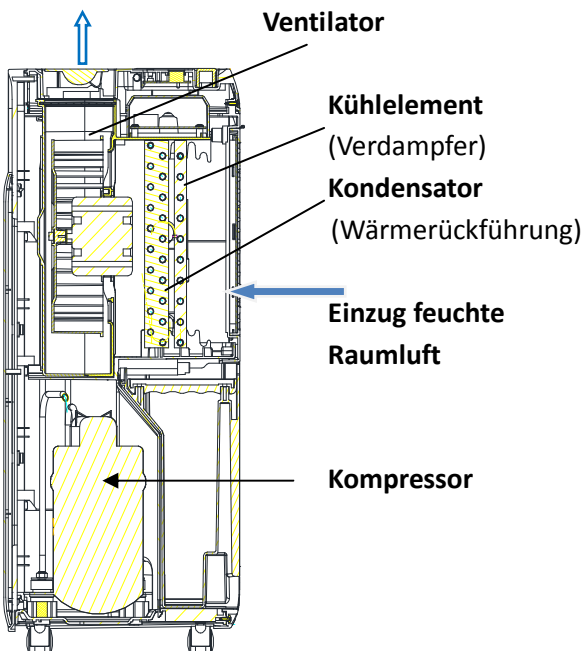 Ventilator
Kühlelement
(Verdampfer)
Kondensator
(Wärmerückführung)
Einzug feuchte
Raumluft
Kompressor